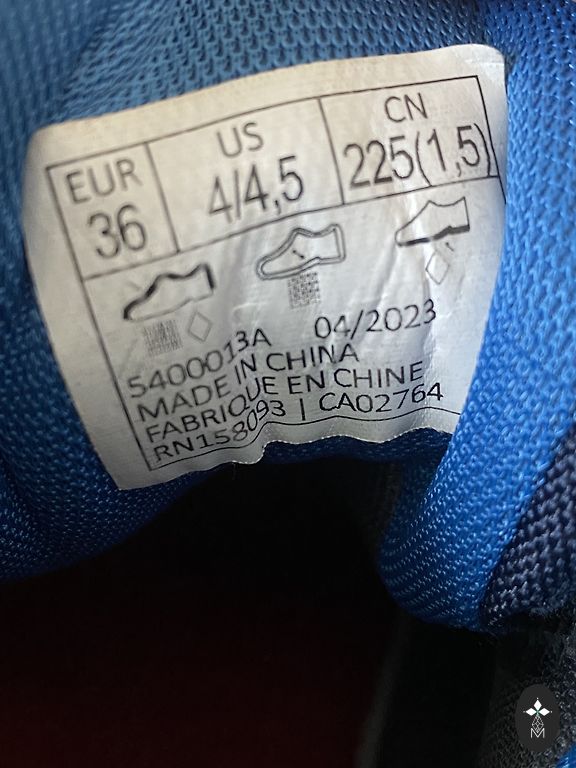 EUR US CN
36 4/4,5 225(1,5)
5400013A 04/2023
MADE IN CHINA
FABRIQUE EN CHINE
RN158093 | CA02764